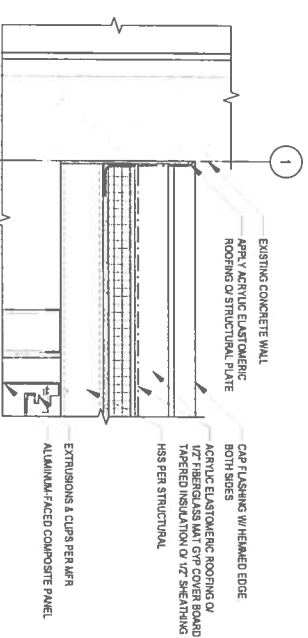 1
EXISTING CONCRETE WALL
APPLY ACRYLIC ELASTOMERIC
ROOFING O/ STRUCTURAL PLATE
CAP FLASHING W/ HEMMED EDGE
BOTH SIDES
ACRYLIC ELASTOMERIC ROOFING O/
1/2" FIBERGLASS MAT GYP COVER BOARD
TAPERED INSULATION O/ 1/2" SHEATHING
HSS PER STRUCTURAL
EXTRUSIONS & CLIPS PER MFR
ALUMINUM-FACED COMPOSITE PANEL